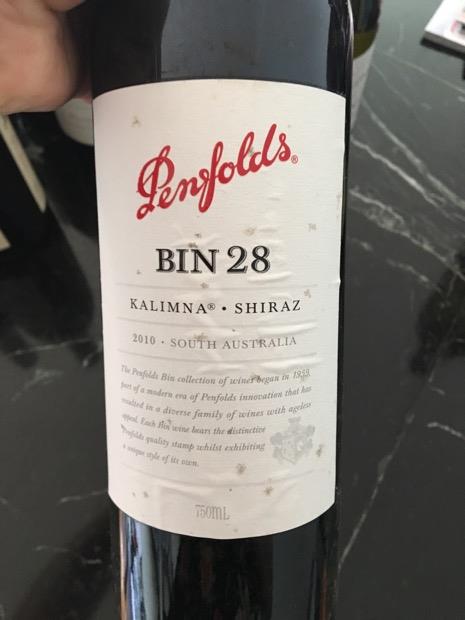 Penfolds®
BIN 28
KALIMNA® • SHIRAZ
2010 • SOUTH AUSTRALIA
The Penfolds Bin collection of wines began in 1959,
part of a modern era of Penfolds innovation that has
resulted in a diverse family of wines with ageless
appeal. Each Bin wine bears the distinctive
Penfolds quality stamp whilst exhibiting
a unique style of its own.
750mL